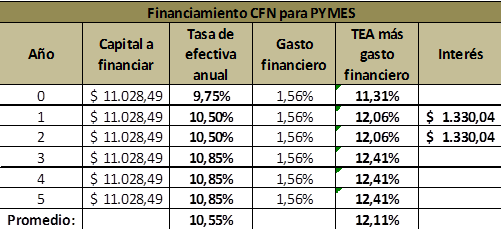 Financiamiento CFN para PYMES
Año Capital a financiar Tasa de efectiva anual Gasto financiero TEA más gasto financiero Interés
0 $ 11.028,49 9,75% 1,56% 11,31%
1 $ 11.028,49 10,50% 1,56% 12,06% $ 1.330,04
2 $ 11.028,49 10,50% 1,56% 12,06% $ 1.330,04
3 $ 11.028,49 10,85% 1,56% 12,41%
4 $ 11.028,49 10,85% 1,56% 12,41%
5 $ 11.028,49 10,85% 1,56% 12,41%
Promedio: 10,55% 12,11%